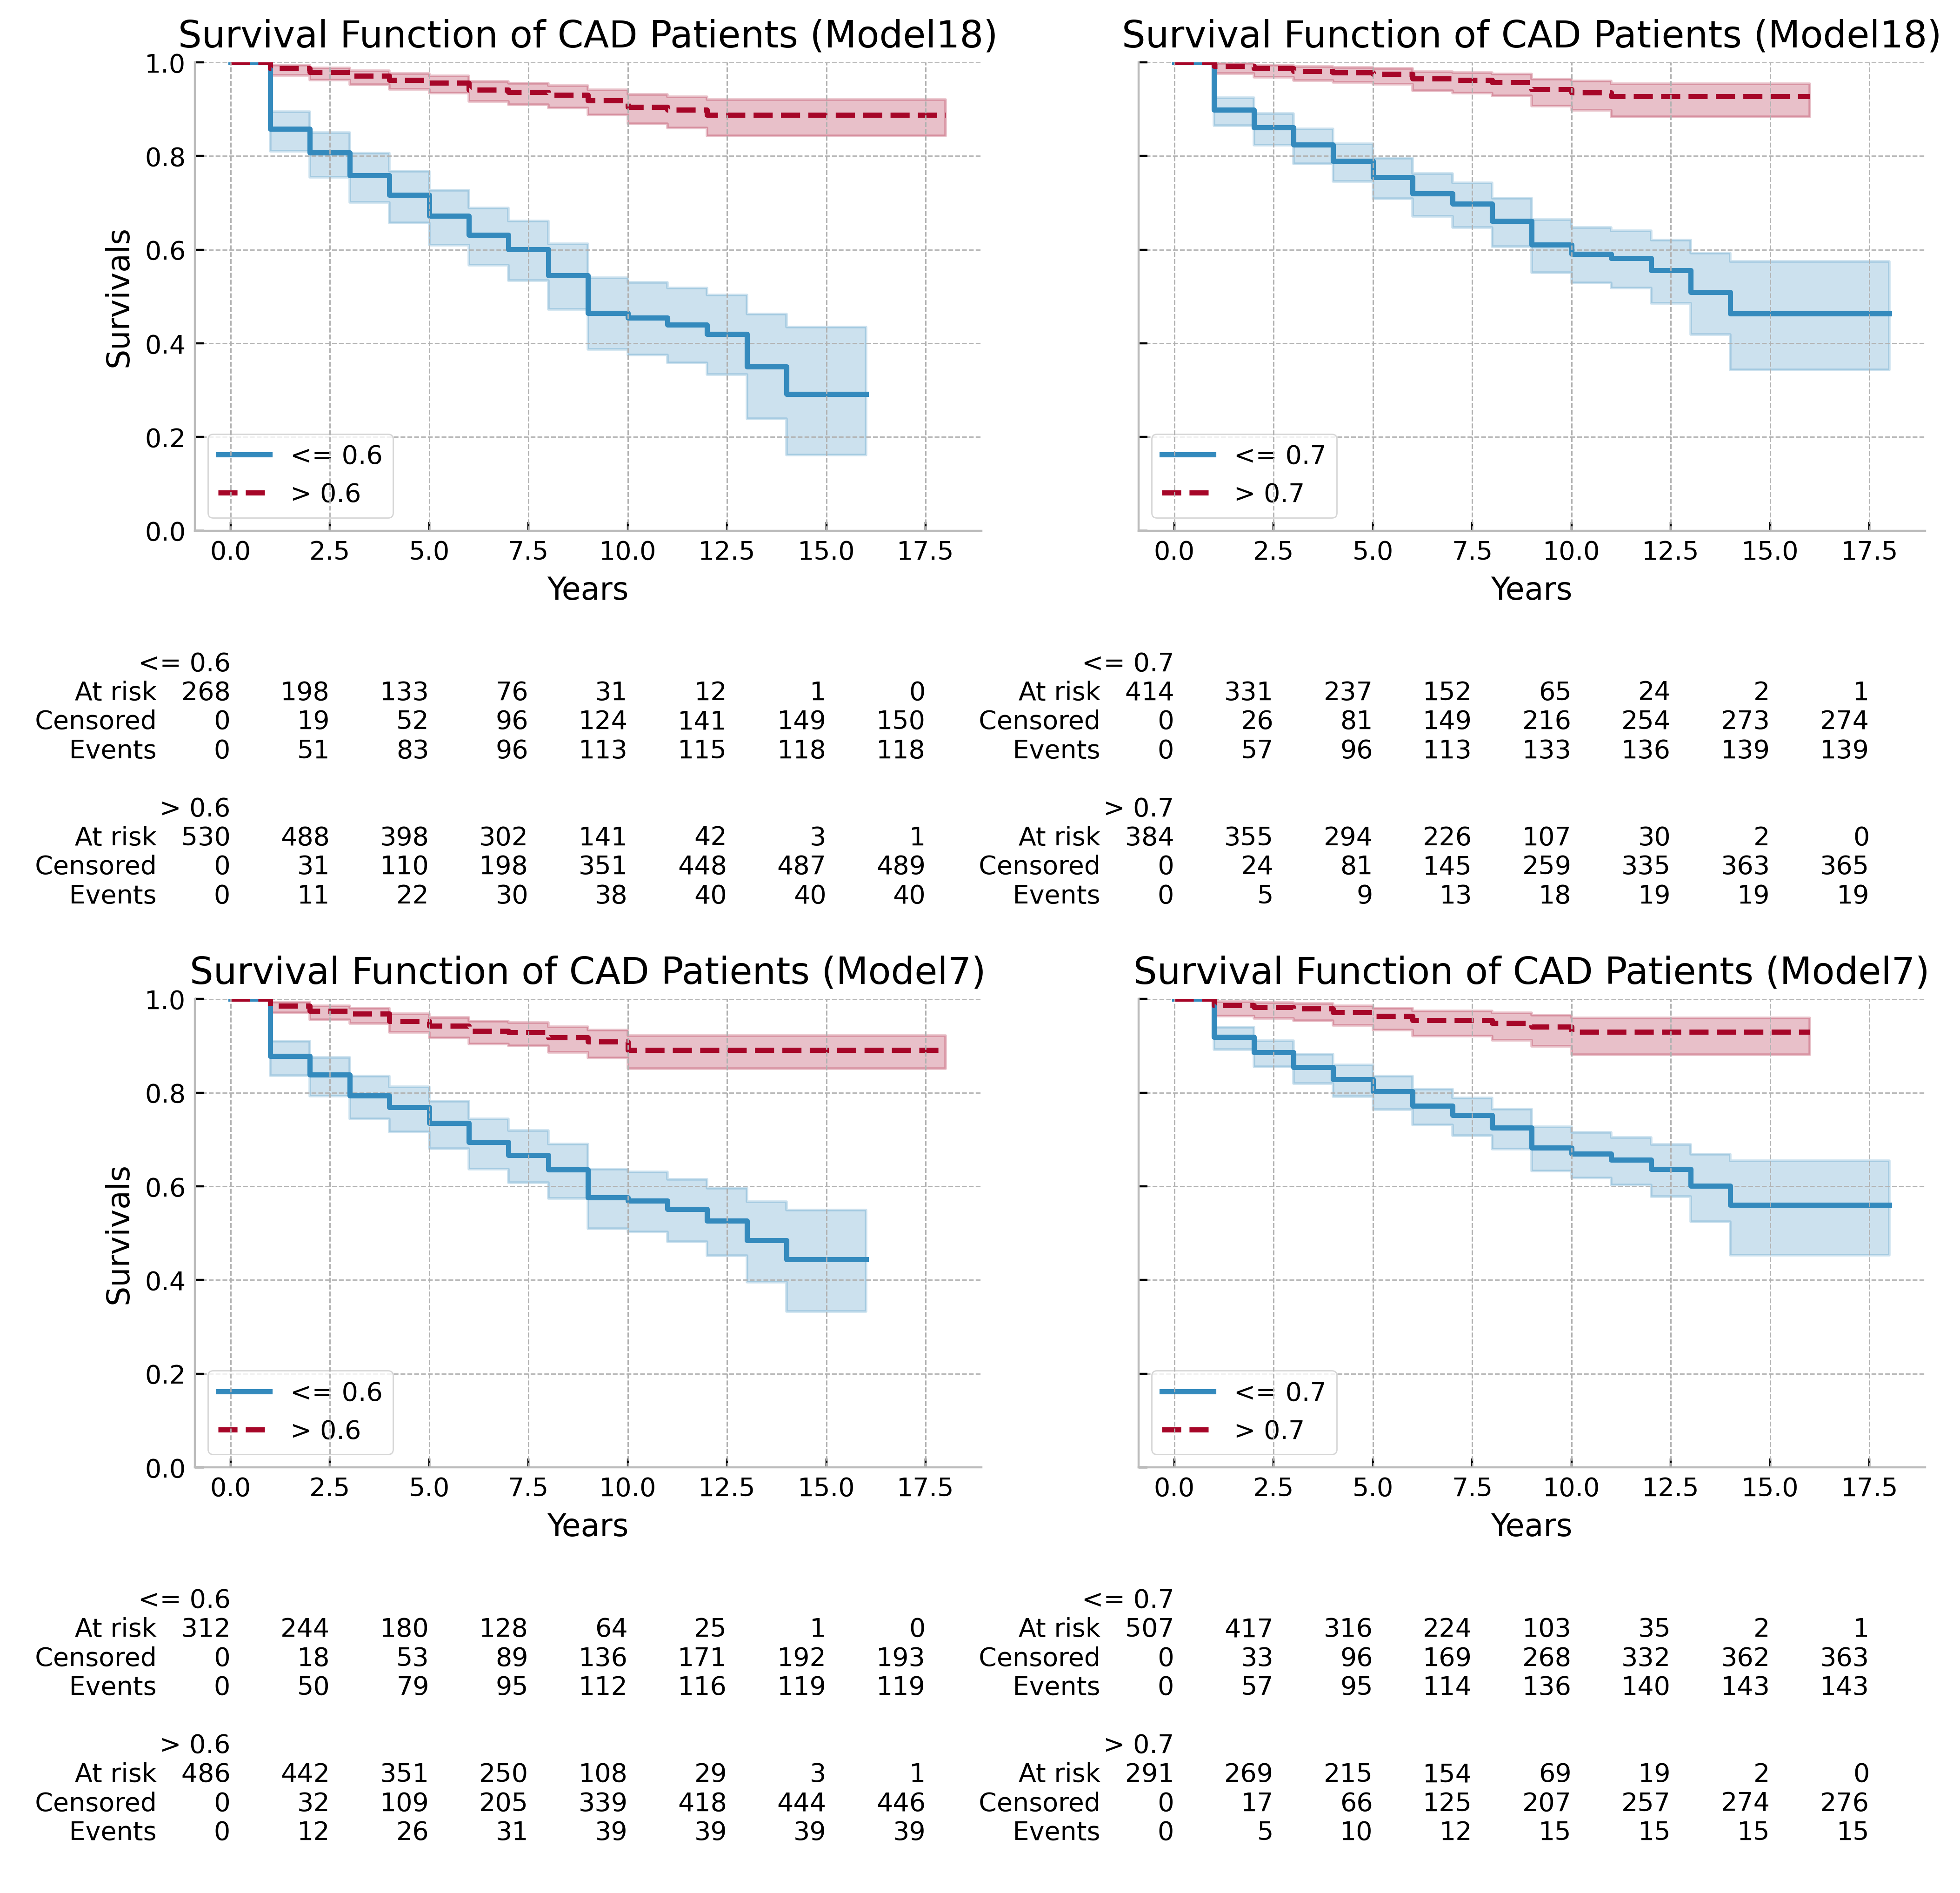 Survival Function of CAD Patients (Model18)
1.0
0.8
0.6
0.4
0.2
0.0
Survivals
<= 0.6
> 0.6
0.0 2.5 5.0 7.5 10.0 12.5 15.0 17.5
Years
<= 0.6
At risk 268 198 133 76 31 12 1 0
Censored 0 19 52 96 124 141 149 150
Events 0 51 83 96 113 115 118 118
> 0.6
At risk 530 488 398 302 141 42 3 1
Censored 0 31 110 198 351 448 487 489
Events 0 11 22 30 38 40 40 40
Survival Function of CAD Patients (Model18)
<= 0.7
> 0.7
0.0 2.5 5.0 7.5 10.0 12.5 15.0 17.5
Years
<= 0.7
At risk 414 331 237 152 65 24 2 1
Censored 0 26 81 149 216 254 273 274
Events 0 57 96 113 133 136 139 139
> 0.7
At risk 384 355 294 226 107 30 2 0
Censored 0 24 81 145 259 335 363 365
Events 0 5 9 13 18 19 19 19
Survival Function of CAD Patients (Model7)
1.0
0.8
0.6
0.4
0.2
0.0
Survivals
<= 0.6
> 0.6
0.0 2.5 5.0 7.5 10.0 12.5 15.0 17.5
Years
<= 0.6
At risk 312 244 180 128 64 25 1 0
Censored 0 18 53 89 136 171 192 193
Events 0 50 79 95 112 116 119 119
> 0.6
At risk 486 442 351 250 108 29 3 1
Censored 0 32 109 205 339 418 444 446
Events 0 12 26 31 39 39 39 39
Survival Function of CAD Patients (Model7)
<= 0.7
> 0.7
0.0 2.5 5.0 7.5 10.0 12.5 15.0 17.5
Years
<= 0.7
At risk 507 417 316 224 103 35 2 1
Censored 0 33 96 169 268 332 362 363
Events 0 57 95 114 136 140 143 143
> 0.7
At risk 291 269 215 154 69 19 2 0
Censored 0 17 66 125 207 257 274 276
Events 0 5 10 12 15 15 15 15